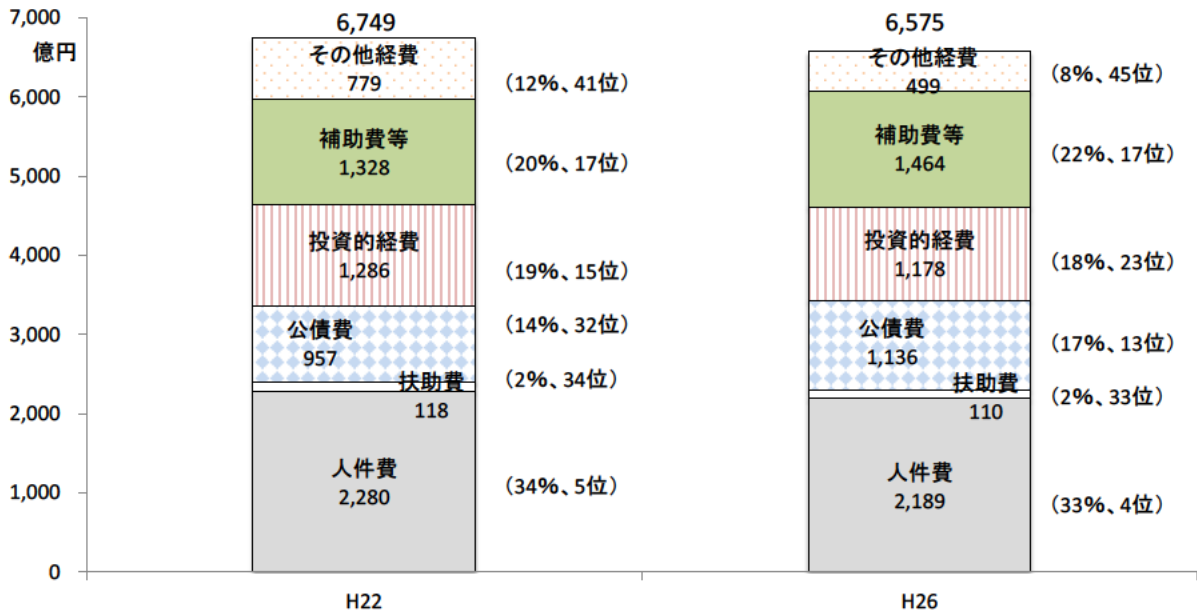 7,000
億円
6,000
5,000
4,000
3,000
2,000
1,000
0
6,749
その他経費
779
(12%、41位)
補助費等
1,328
(20%、17位)
投資的経費
1,286
(19%、15位)
公債費
957
(14%、32位)
扶助費
118
(2%、34位)
人件費
2,280
(34%、5位)
H22
6,575
その他経費
499
(8%、45位)
補助費等
1,464
(22%、17位)
投資的経費
1,178
(18%、23位)
公債費
1,136
(17%、13位)
扶助費
110
(2%、33位)
人件費
2,189
(33%、4位)
H26